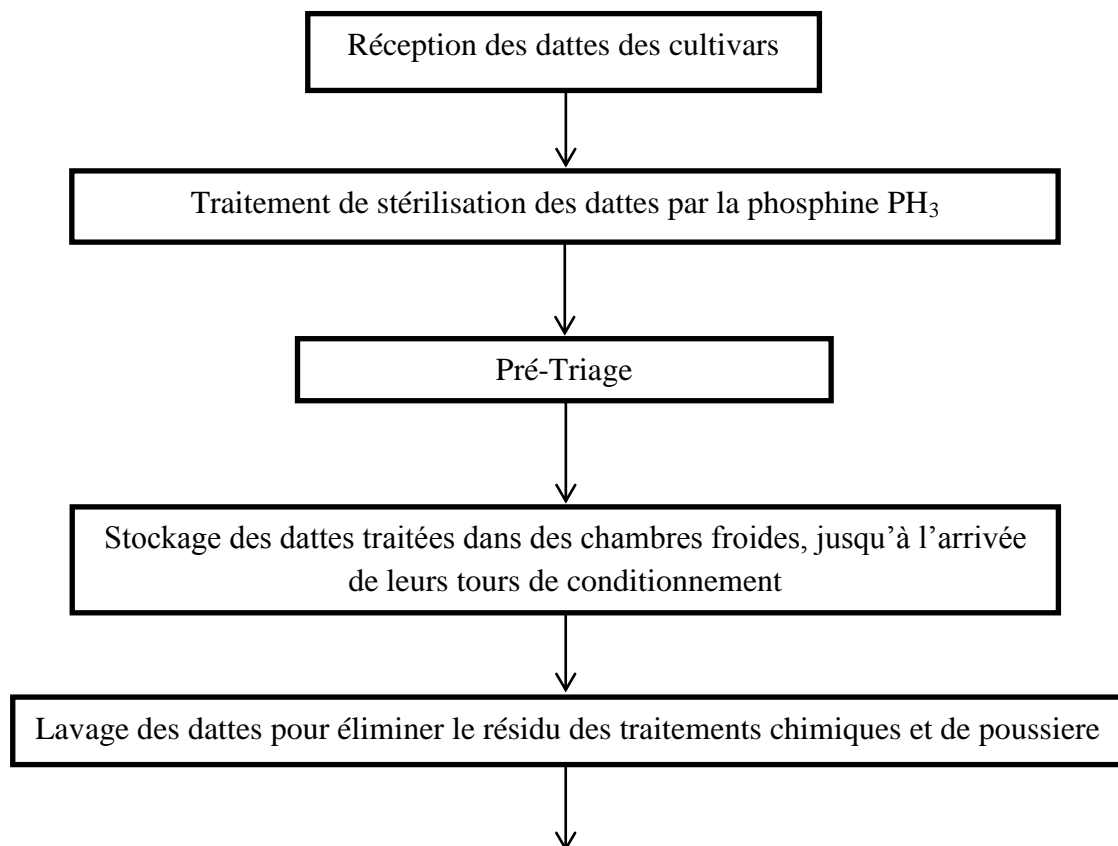 Réception des dattes des cultivars
Traitement de stérilisation des dattes par la phosphine PH₃
Pré-Triage
Stockage des dattes traitées dans des chambres froides, jusqu’à l’arrivée
de leurs tours de conditionnement
Lavage des dattes pour éliminer le résidu des traitements chimiques et de poussiere